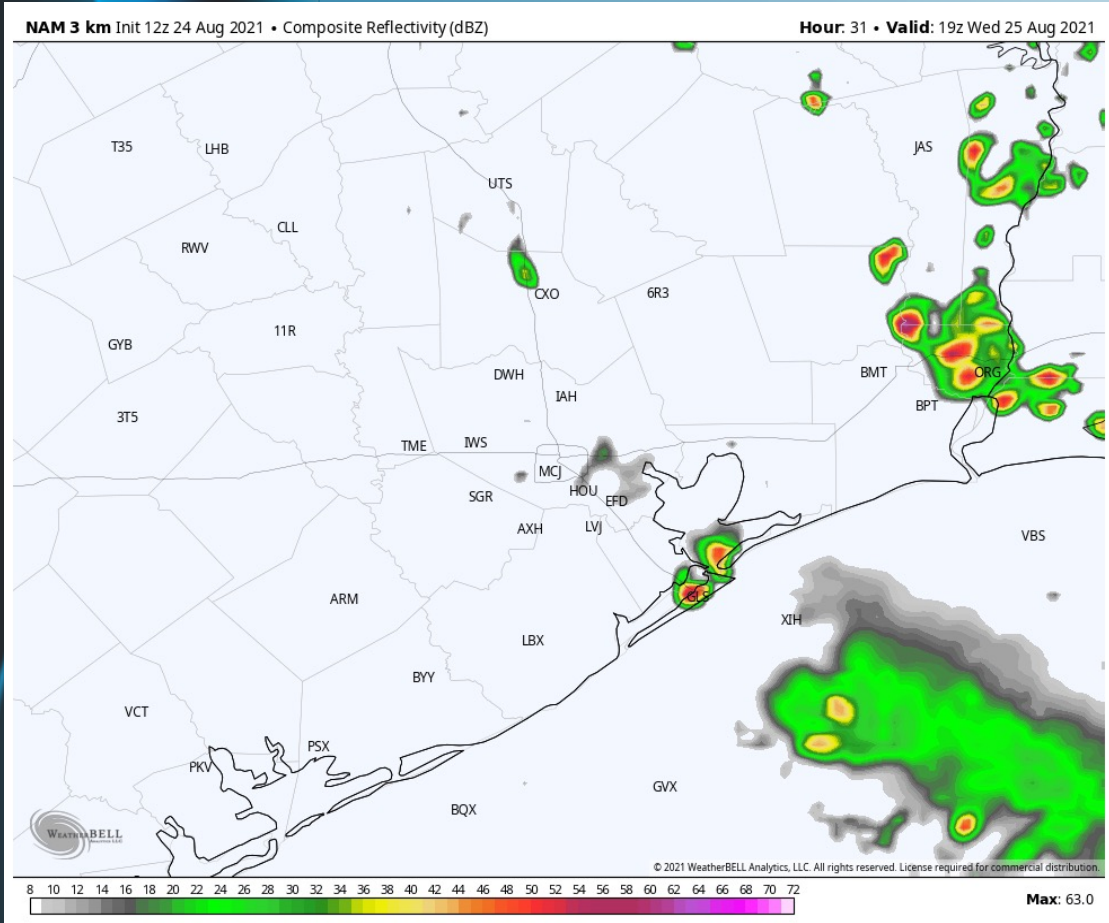 NAM 3 km Init 12z 24 Aug 2021 • Composite Reflectivity (dBZ) Hour: 31 • Valid: 19z Wed 25 Aug 2021
T35 LHB JAS
UTS
CLL
RWV
CXO 6R3
11R
GYB
DWH BMT ORG
IAH BPT
3T5
TME IWS
MCJ
SGR HOU EFD
AXH LVJ VBS
ARM GLS
XIH
LBX
BYY
VCT
PSX
PKV
GVX
BQX
WEATHERBELL
ANALYTICS LLC
© 2021 WeatherBELL Analytics, LLC. All rights reserved. License required for commercial distribution.
8 10 12 14 16 18 20 22 24 26 28 30 32 34 36 38 40 42 44 46 48 50 52 54 56 58 60 62 64 66 68 70 72
Max: 63.0